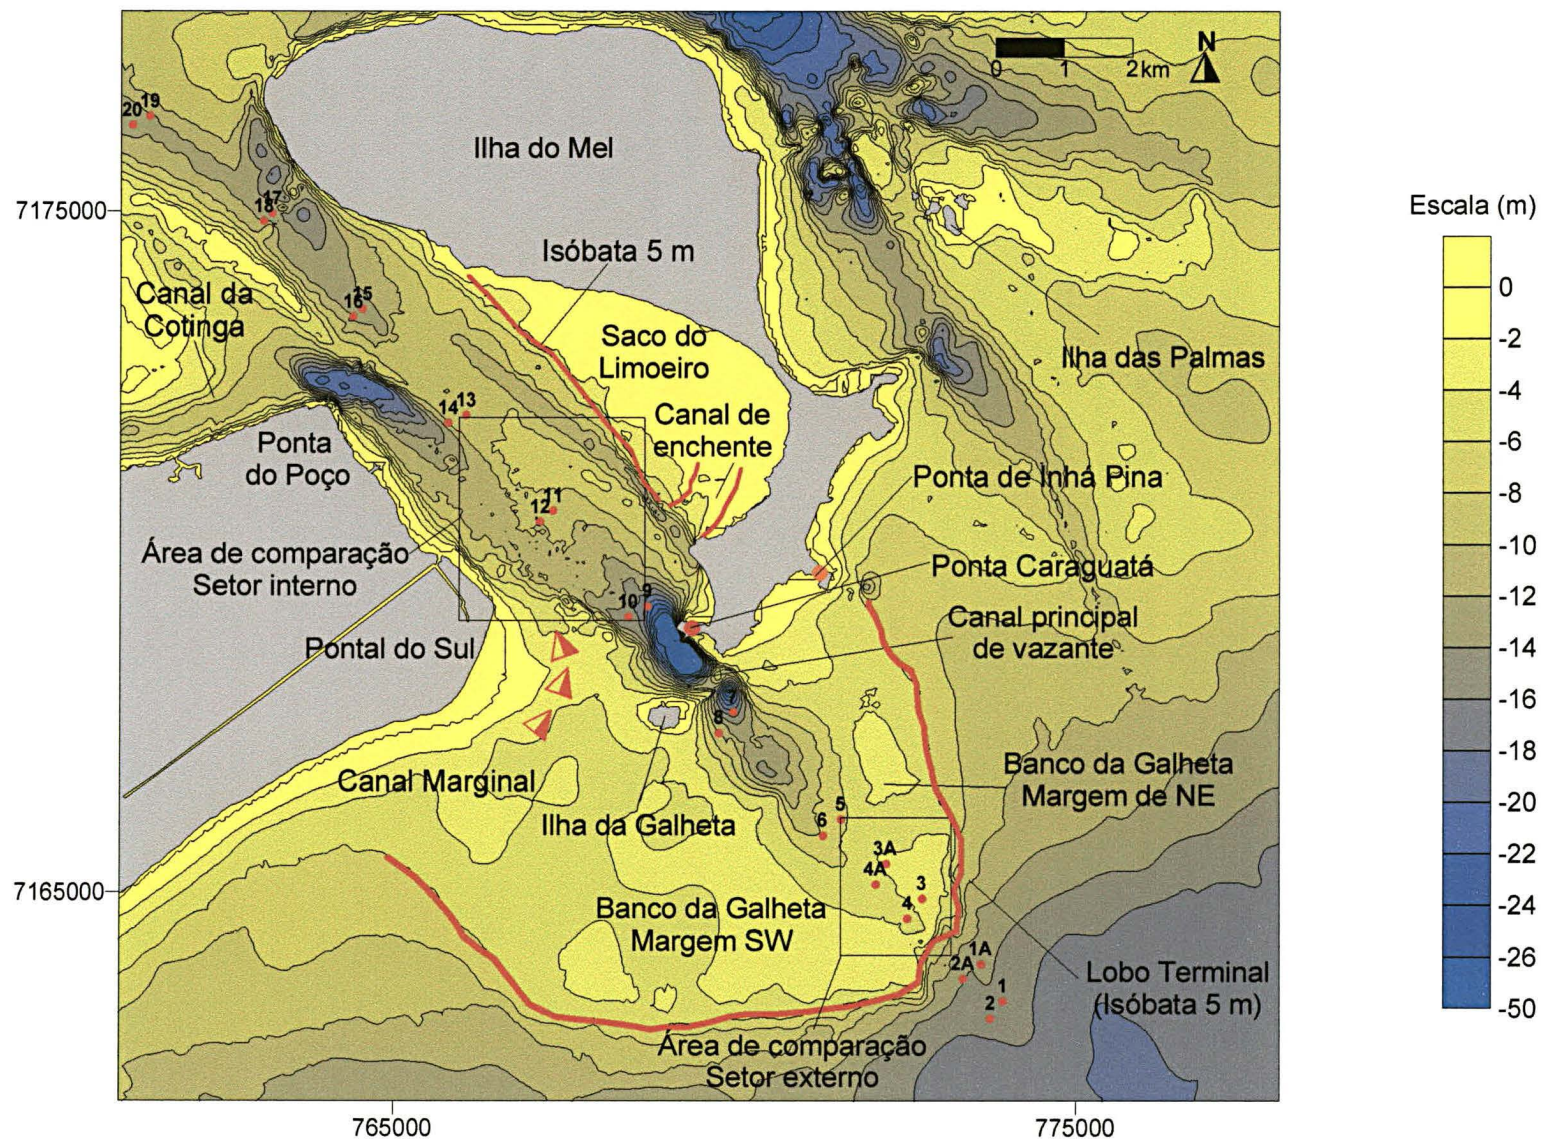 N
0 1 2 km
20 19
Ilha do Mel
Escala (m)
17
18
7175000
Isóbata 5 m
Canal da
Cotinga
16 15
Saco do
Limoeiro
Ilha das Palmas
14 13
Canal de
enchente
Ponta
do Poço
Ponta de Inhá Pina
12 11
Área de comparação
Setor interno
Ponta Caraguatá
10 9
Canal principal
de vazante
Pontal do Sul
7
8
Canal Marginal
Banco da Galheta
Margem de NE
Ilha da Galheta
5
6
3A
4A
7165000
3
4
Banco da Galheta
Margem SW
1A
2A
Lobo Terminal
(Isóbata 5 m)
1
2
Área de comparação
Setor externo
765000
775000
0
-2
-4
-6
-8
-10
-12
-14
-16
-18
-20
-22
-24
-26
-50